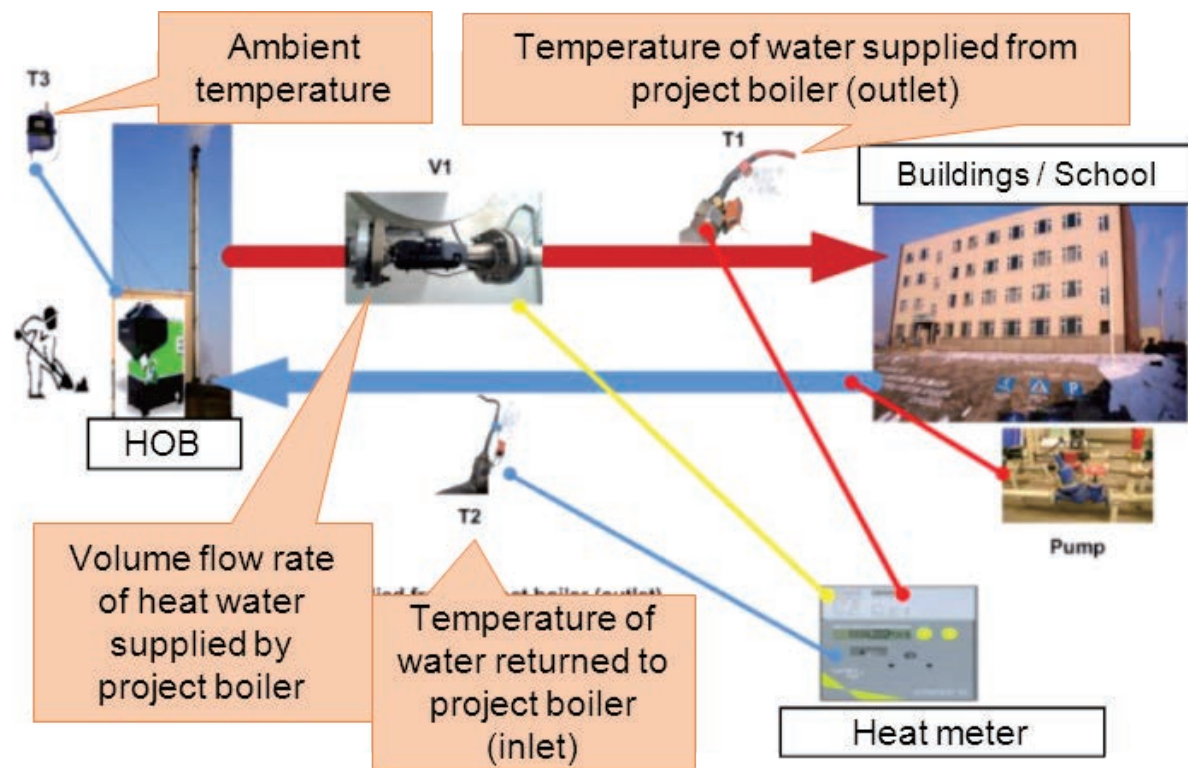 Ambient
temperature
Temperature of water supplied from
project boiler (outlet)
T3
T1
V1
Buildings / School
HOB
T2
Pump
Volume flow rate
of heat water
supplied by
project boiler
boiler (outlet)
Temperature of
water returned to
project boiler
(inlet)
Heat meter